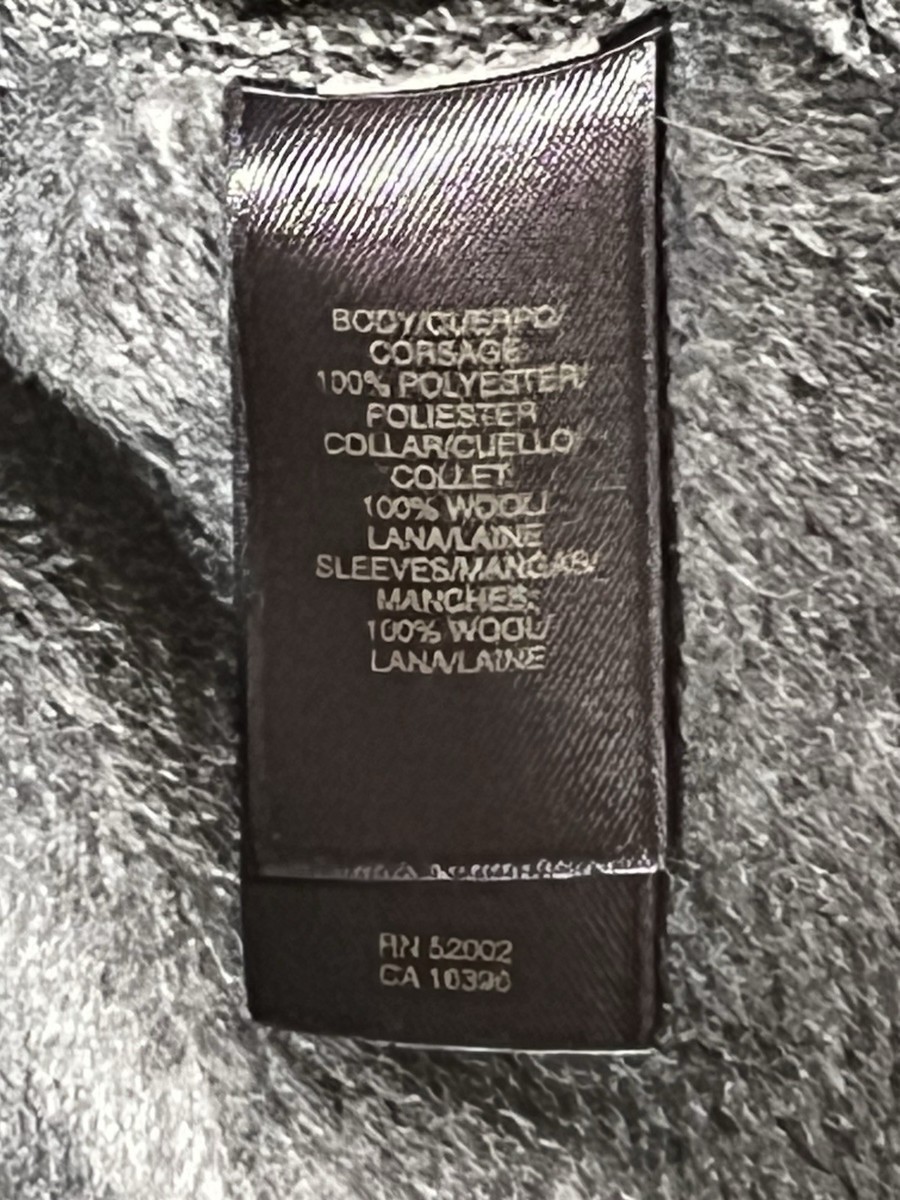 BODY/CUERPO/
CORSAGE
100% POLYESTER/
POLIESTER
COLLAR/CUELLO/
COLLET
100% WOOL/
LANA/LAINE
SLEEVES/MANGAS/
MANCHES:
100% WOOL/
LANA/LAINE
RN 52002
CA 10390